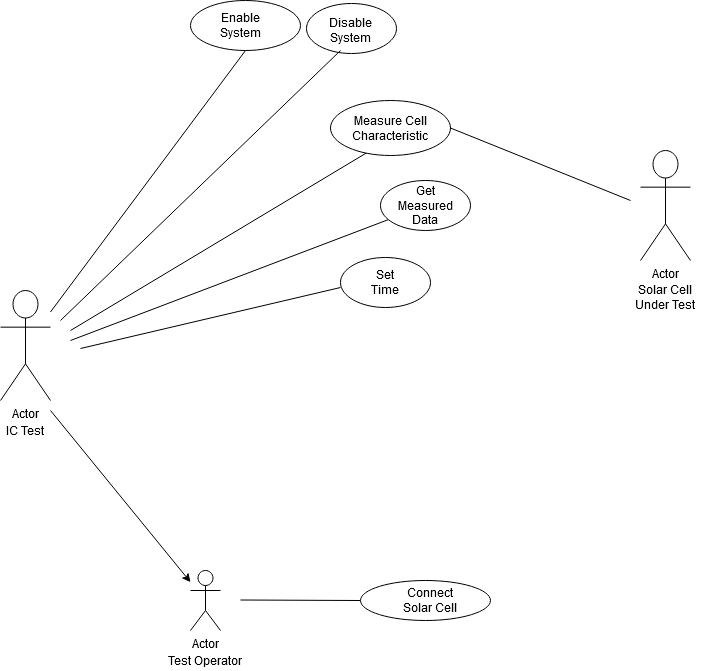 Enable
System
Disable
System
Measure Cell
Characteristic
Get
Measured
Data
Set
Time
Actor
Solar Cell
Under Test
Actor
IC Test
Connect
Solar Cell
Actor
Test Operator